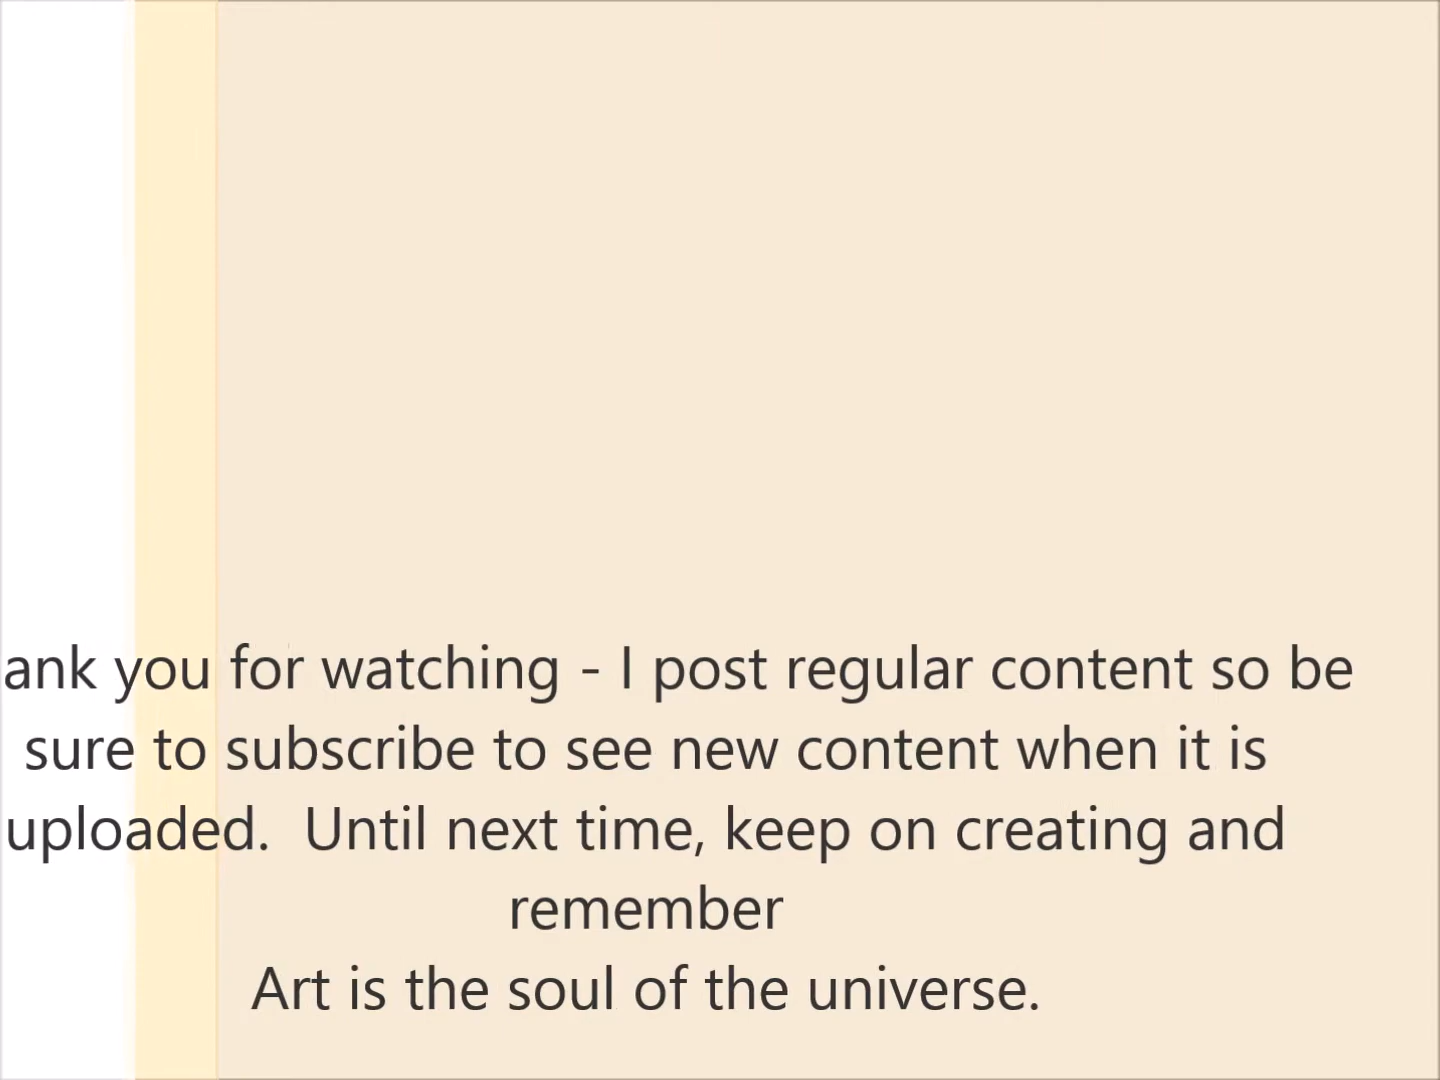 ank you for watching - I post regular content so be
sure to subscribe to see new content when it is
uploaded.  Until next time, keep on creating and
remember
Art is the soul of the universe.